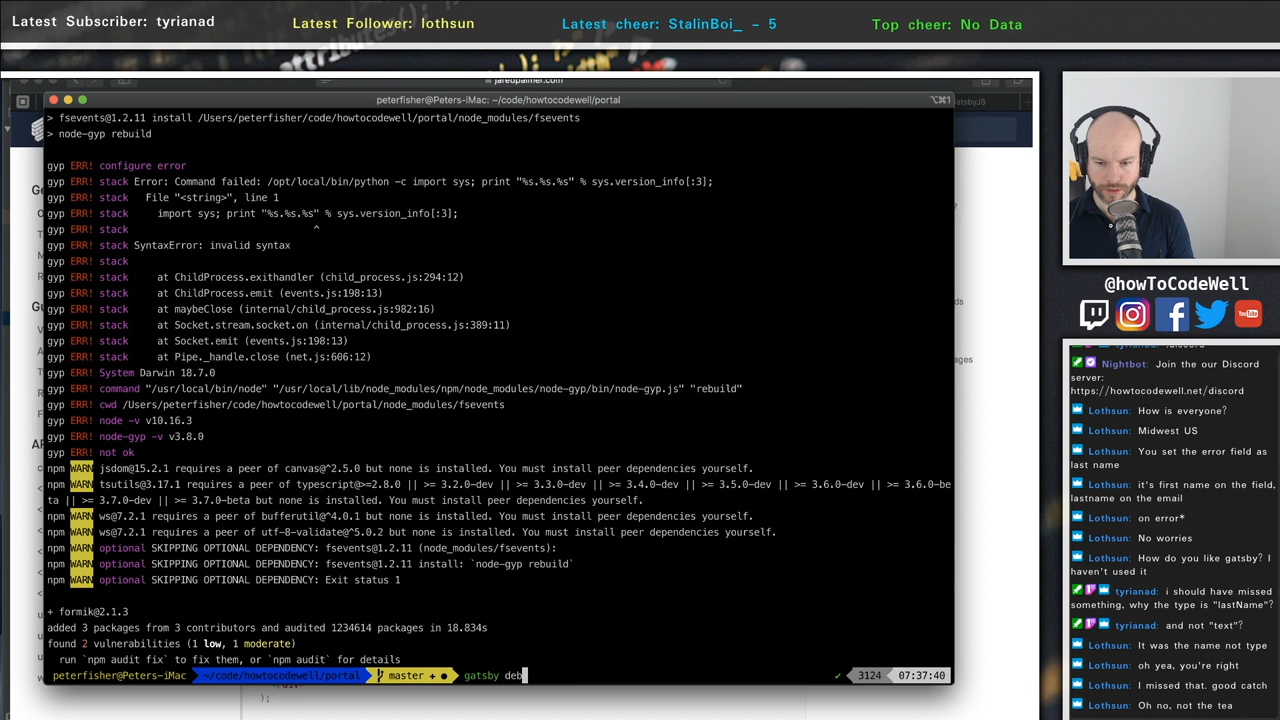 Latest Subscriber: tyrianad
Latest Follower: lothsun
Latest cheer: StalinBoi_ - 5
Top cheer: No Data
jaredpalmer.com
peterfisher@Peters-iMac: ~/code/howtocodewell/portal
⌥⌘1
> fsevents@1.2.11 install /Users/peterfisher/code/howtocodewell/portal/node_modules/fsevents
> node-gyp rebuild
gyp ERR! configure error
gyp ERR! stack Error: Command failed: /opt/local/bin/python -c import sys; print "%s.%s.%s" % sys.version_info[:3];
gyp ERR! stack   File "<string>", line 1
gyp ERR! stack     import sys; print "%s.%s.%s" % sys.version_info[:3];
gyp ERR! stack                               ^
gyp ERR! stack SyntaxError: invalid syntax
gyp ERR! stack
gyp ERR! stack     at ChildProcess.exithandler (child_process.js:294:12)
gyp ERR! stack     at ChildProcess.emit (events.js:198:13)
gyp ERR! stack     at maybeClose (internal/child_process.js:982:16)
gyp ERR! stack     at Socket.stream.socket.on (internal/child_process.js:389:11)
gyp ERR! stack     at Socket.emit (events.js:198:13)
gyp ERR! stack     at Pipe._handle.close (net.js:606:12)
gyp ERR! System Darwin 18.7.0
gyp ERR! command "/usr/local/bin/node" "/usr/local/lib/node_modules/npm/node_modules/node-gyp/bin/node-gyp.js" "rebuild"
gyp ERR! cwd /Users/peterfisher/code/howtocodewell/portal/node_modules/fsevents
gyp ERR! node -v v10.16.3
gyp ERR! node-gyp -v v3.8.0
gyp ERR! not ok
npm WARN jsdom@15.2.1 requires a peer of canvas@^2.5.0 but none is installed. You must install peer dependencies yourself.
npm WARN tsutils@3.17.1 requires a peer of typescript@>=2.8.0 || >= 3.2.0-dev || >= 3.3.0-dev || >= 3.4.0-dev || >= 3.5.0-dev || >= 3.6.0-dev || >= 3.6.0-be
ta || >= 3.7.0-dev || >= 3.7.0-beta but none is installed. You must install peer dependencies yourself.
npm WARN ws@7.2.1 requires a peer of bufferutil@^4.0.1 but none is installed. You must install peer dependencies yourself.
npm WARN ws@7.2.1 requires a peer of utf-8-validate@^5.0.2 but none is installed. You must install peer dependencies yourself.
npm WARN optional SKIPPING OPTIONAL DEPENDENCY: fsevents@1.2.11 (node_modules/fsevents):
npm WARN optional SKIPPING OPTIONAL DEPENDENCY: fsevents@1.2.11 install: `node-gyp rebuild`
npm WARN optional SKIPPING OPTIONAL DEPENDENCY: Exit status 1
+ formik@2.1.3
added 3 packages from 3 contributors and audited 1234614 packages in 18.834s
found 2 vulnerabilities (1 low, 1 moderate)
run `npm audit fix` to fix them, or `npm audit` for details
peterfisher@Peters-iMac ~/code/howtocodewell/portal master + ● gatsby deb
✔ 3124 07:37:40
);
@howToCodeWell
You Tube
Nightbot: Join the our Discord
server:
https://howtocodewell.net/discord
Lothsun: How is everyone?
Lothsun: Midwest US
Lothsun: You set the error field as
last name
Lothsun: it's first name on the field,
lastname on the email
Lothsun: on error*
Lothsun: No worries
Lothsun: How do you like gatsby? I
haven't used it
tyrianad: i should have missed
something, why the type is "lastName"?
tyrianad: and not "text"?
Lothsun: It was the name not type
Lothsun: oh yea, you're right
Lothsun: I missed that. good catch
Lothsun: Oh no, not the tea